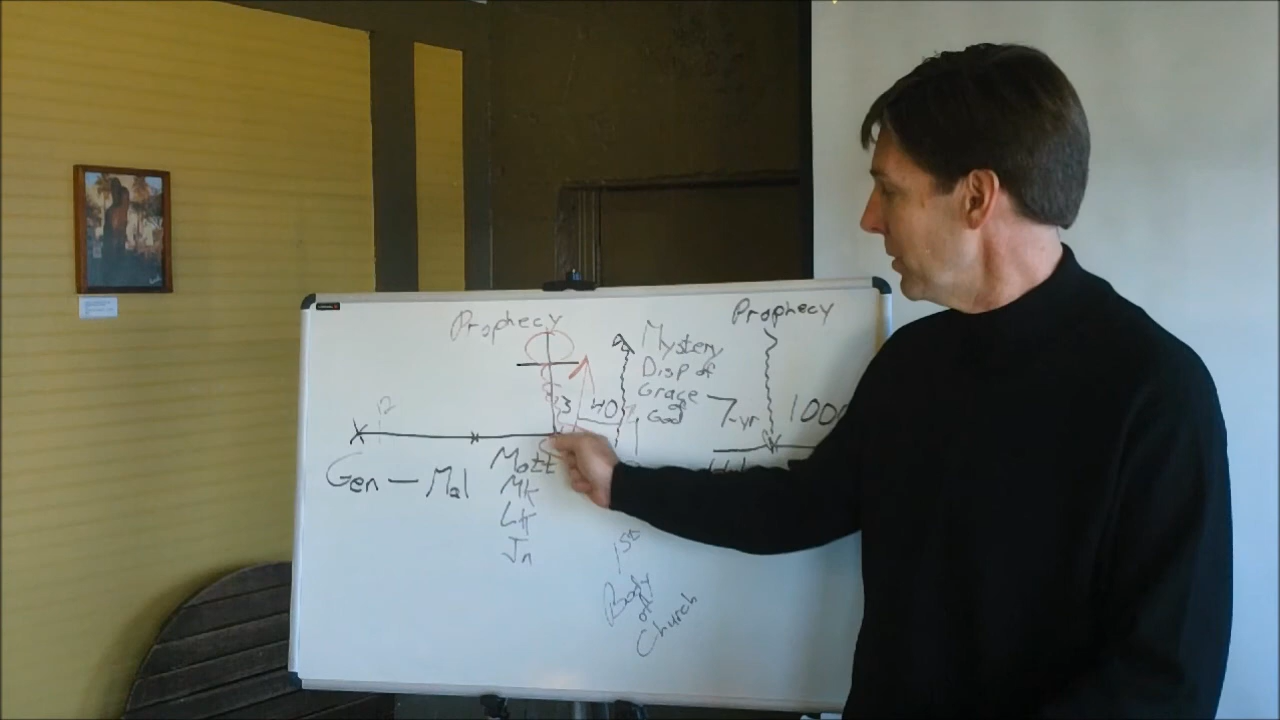 Prophecy
Prophecy
Mystery
Disp of
Grace
of
God
3
40
7-yr
1000
Gen — Mal
Matt
Mk
Lk
Jn
1st
Body
of
Church